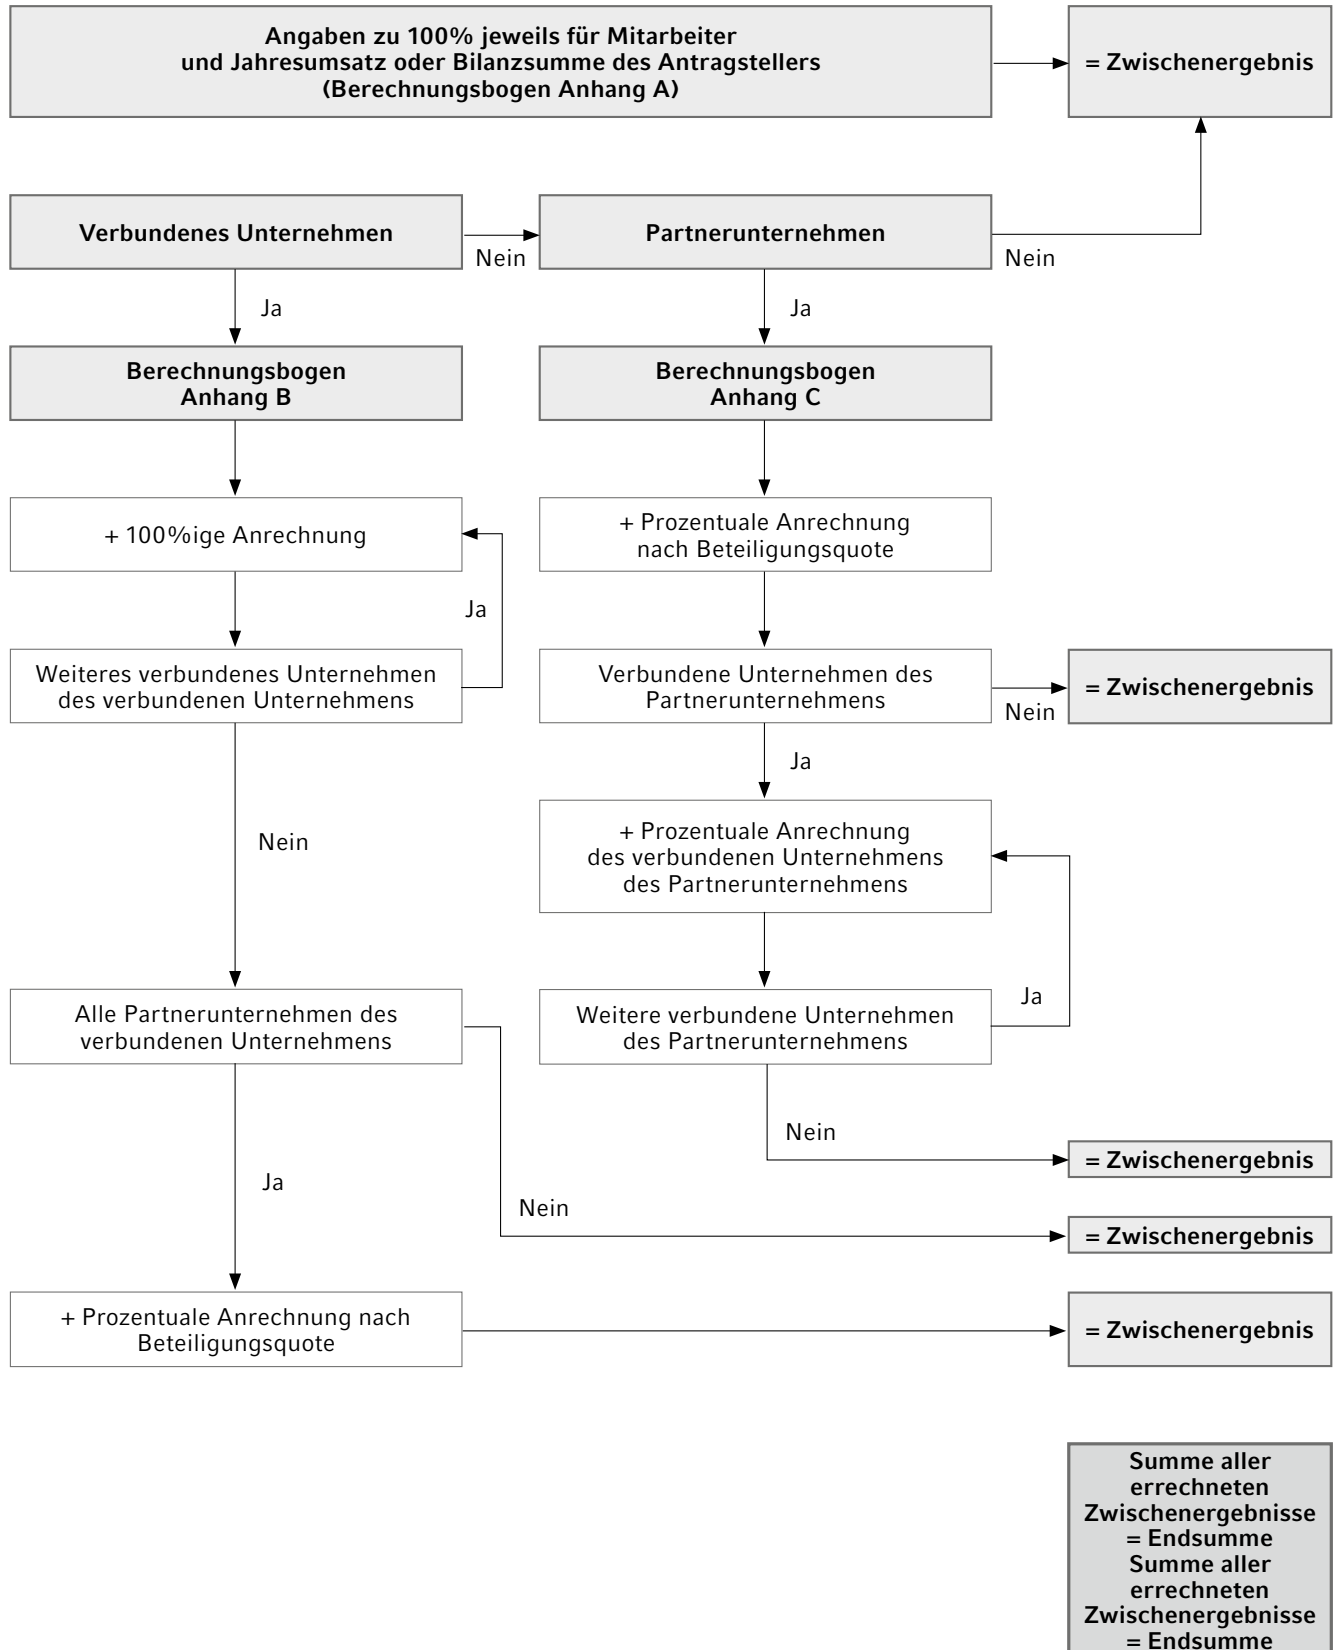 Angaben zu 100% jeweils für Mitarbeiter
und Jahresumsatz oder Bilanzsumme des Antragstellers
(Berechnungsbogen Anhang A)
= Zwischenergebnis
Verbundenes Unternehmen
Nein
Partnerunternehmen
Nein
Ja
Ja
Berechnungsbogen
Anhang B
Berechnungsbogen
Anhang C
+ 100%ige Anrechnung
+ Prozentuale Anrechnung
nach Beteiligungsquote
Ja
Weiteres verbundenes Unternehmen
des verbundenen Unternehmens
Verbundene Unternehmen des
Partnerunternehmens
Nein
= Zwischenergebnis
Ja
Nein
+ Prozentuale Anrechnung
des verbundenen Unternehmens
des Partnerunternehmens
Ja
Alle Partnerunternehmen des
verbundenen Unternehmens
Weitere verbundene Unternehmen
des Partnerunternehmens
Nein
= Zwischenergebnis
Ja
Nein
= Zwischenergebnis
+ Prozentuale Anrechnung nach
Beteiligungsquote
= Zwischenergebnis
Summe aller
errechneten
Zwischenergebnisse
= Endsumme
Summe aller
errechneten
Zwischenergebnisse
= Endsumme